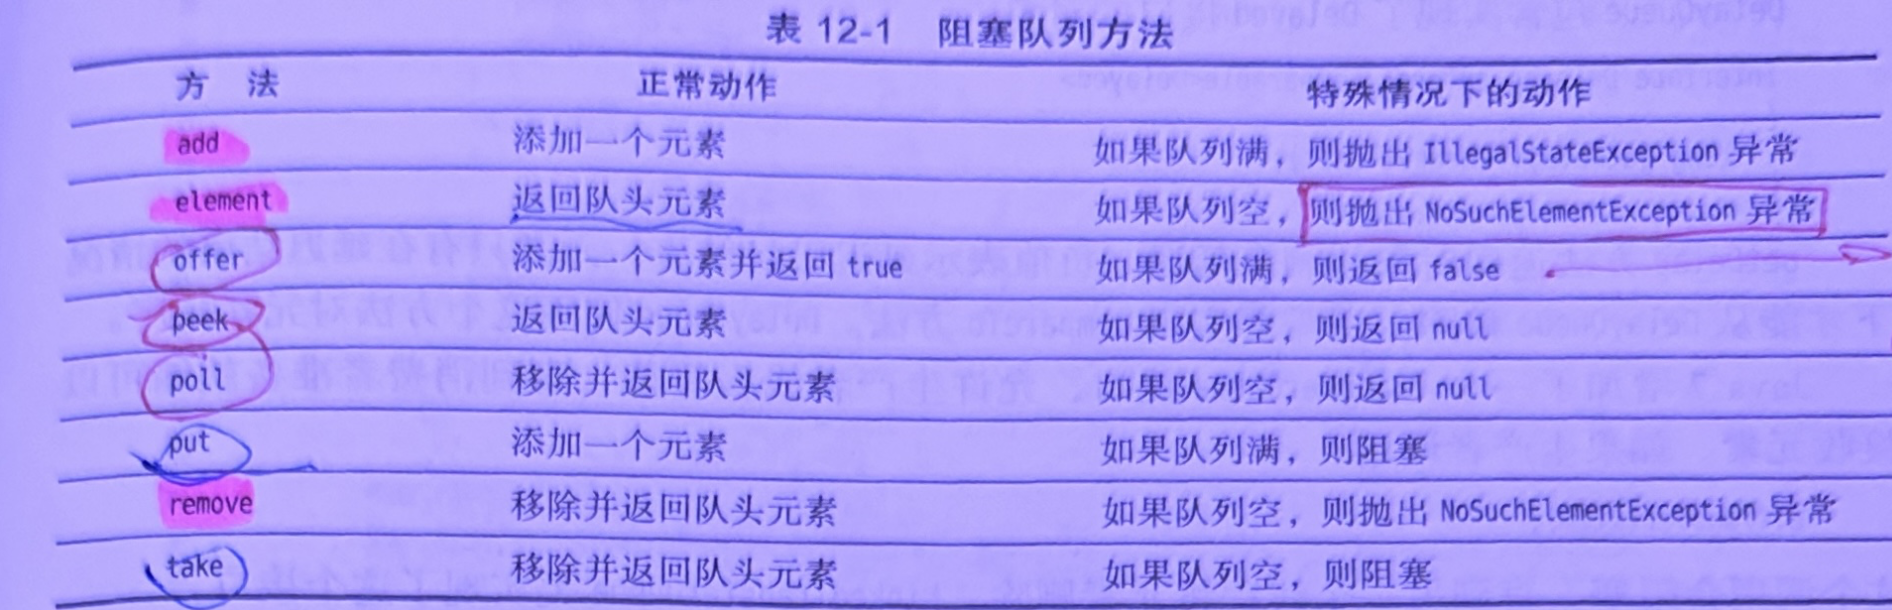 表 12-1 阻塞队列方法
方 法 正常动作 特殊情况下的动作
add 添加一个元素 如果队列满，则抛出 IllegalStateException 异常
element 返回队头元素 如果队列空，则抛出 NoSuchElementException 异常
offer 添加一个元素并返回 true 如果队列满，则返回 false
peek 返回队头元素 如果队列空，则返回 null
poll 移除并返回队头元素 如果队列空，则返回 null
put 添加一个元素 如果队列满，则阻塞
remove 移除并返回队头元素 如果队列空，则抛出 NoSuchElementException 异常
take 移除并返回队头元素 如果队列空，则阻塞